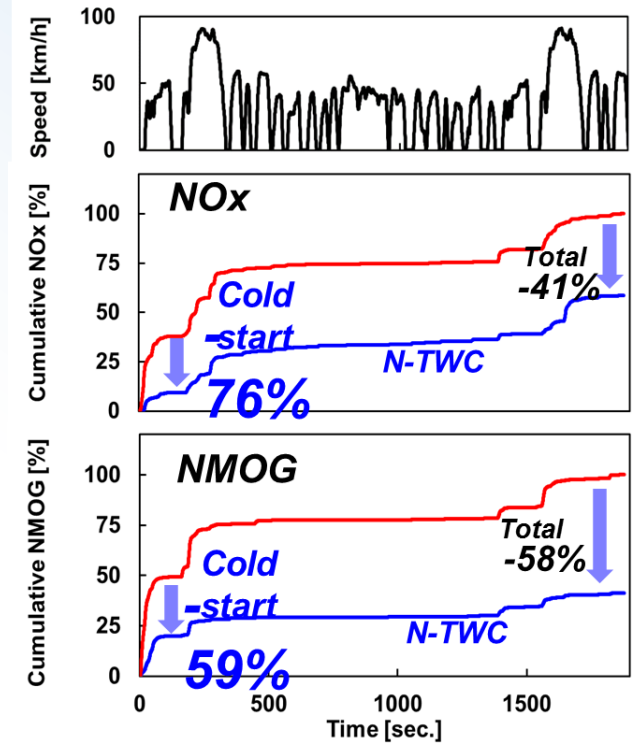 Speed [km/h]
100
50
0
Cumulative NOx [%]
100
75
50
25
0
NOx
Cold
-start
76%
N-TWC
Total
-41%
Cumulative NMOG [%]
100
75
50
25
0
NMOG
Cold
-start
59%
N-TWC
Total
-58%
0
500
1000
1500
Time [sec.]